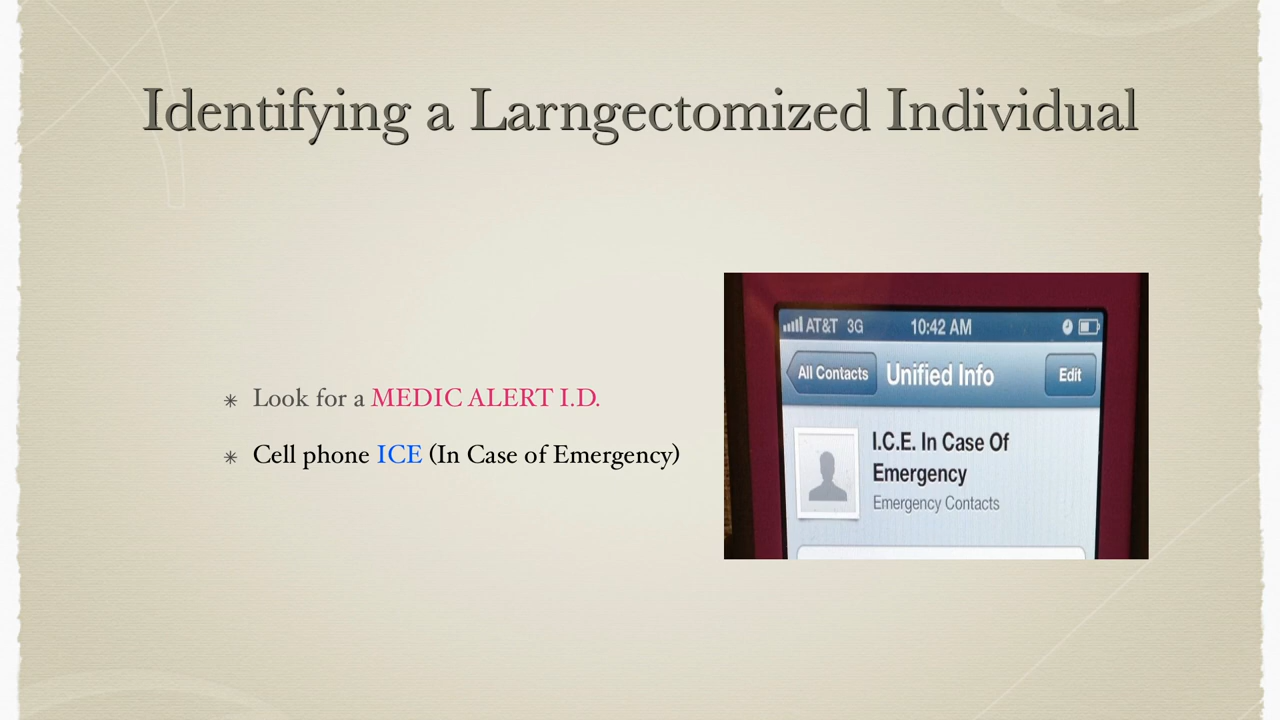 Identifying a Larngectomized Individual
Look for a MEDIC ALERT I.D.
Cell phone ICE (In Case of Emergency)
AT&T 3G 10:42 AM
All Contacts Unified Info Edit
I.C.E. In Case Of
Emergency
Emergency Contacts